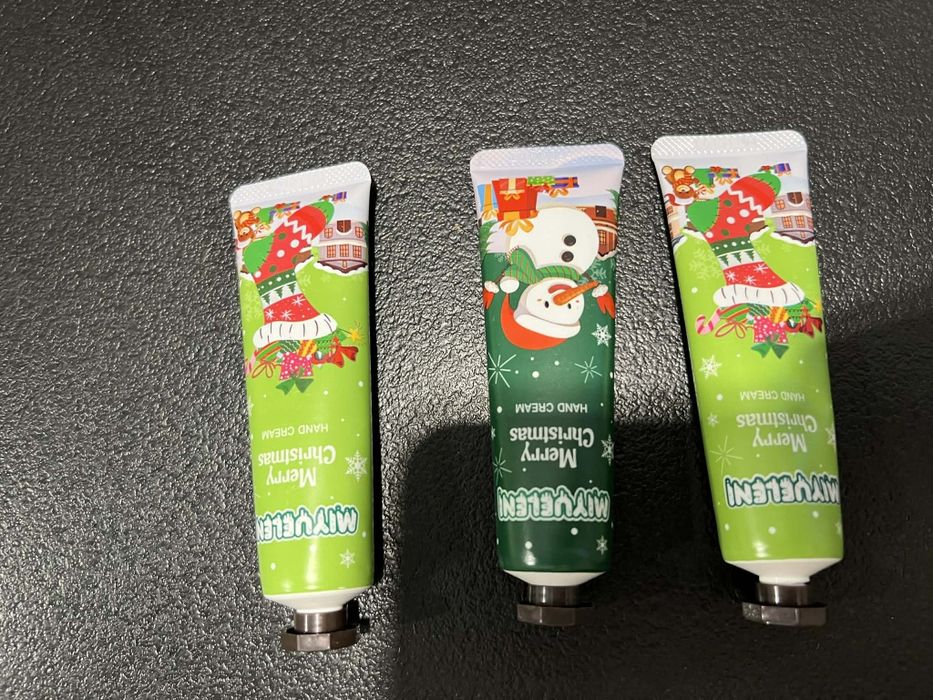 MIYUELENI
Merry
Christmas
HAND CREAM
MIYUELENI
Merry
Christmas
HAND CREAM
MIYUELENI
Merry
Christmas
HAND CREAM